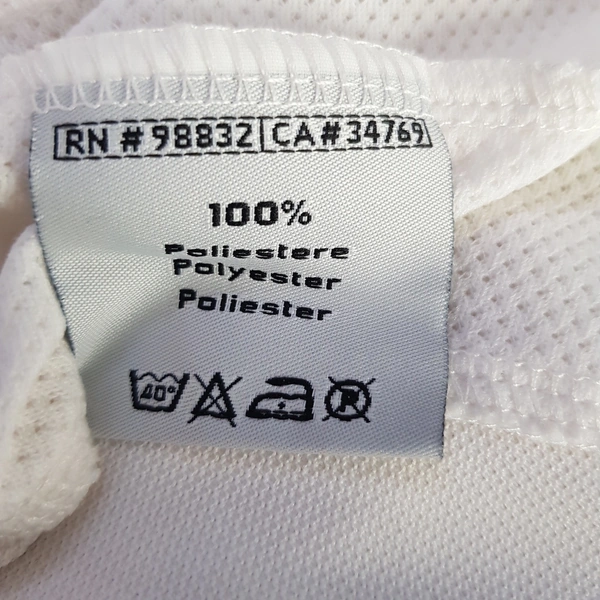 RN # 98832 CA# 34769
100%
Poliestere
Polyester
Poliester
40° P